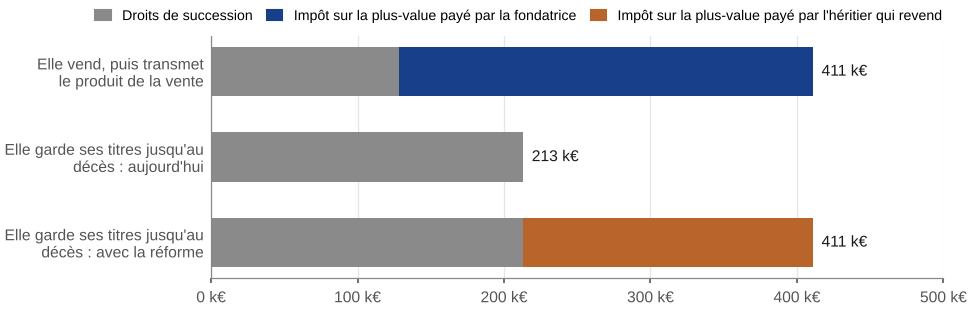 Droits de succession
Impôt sur la plus-value payé par la fondatrice
Impôt sur la plus-value payé par l'héritier qui revend
Elle vend, puis transmet
le produit de la vente
411 k€
Elle garde ses titres jusqu'au
décès : aujourd'hui
213 k€
Elle garde ses titres jusqu'au
décès : avec la réforme
411 k€
0 k€
100 k€
200 k€
300 k€
400 k€
500 k€